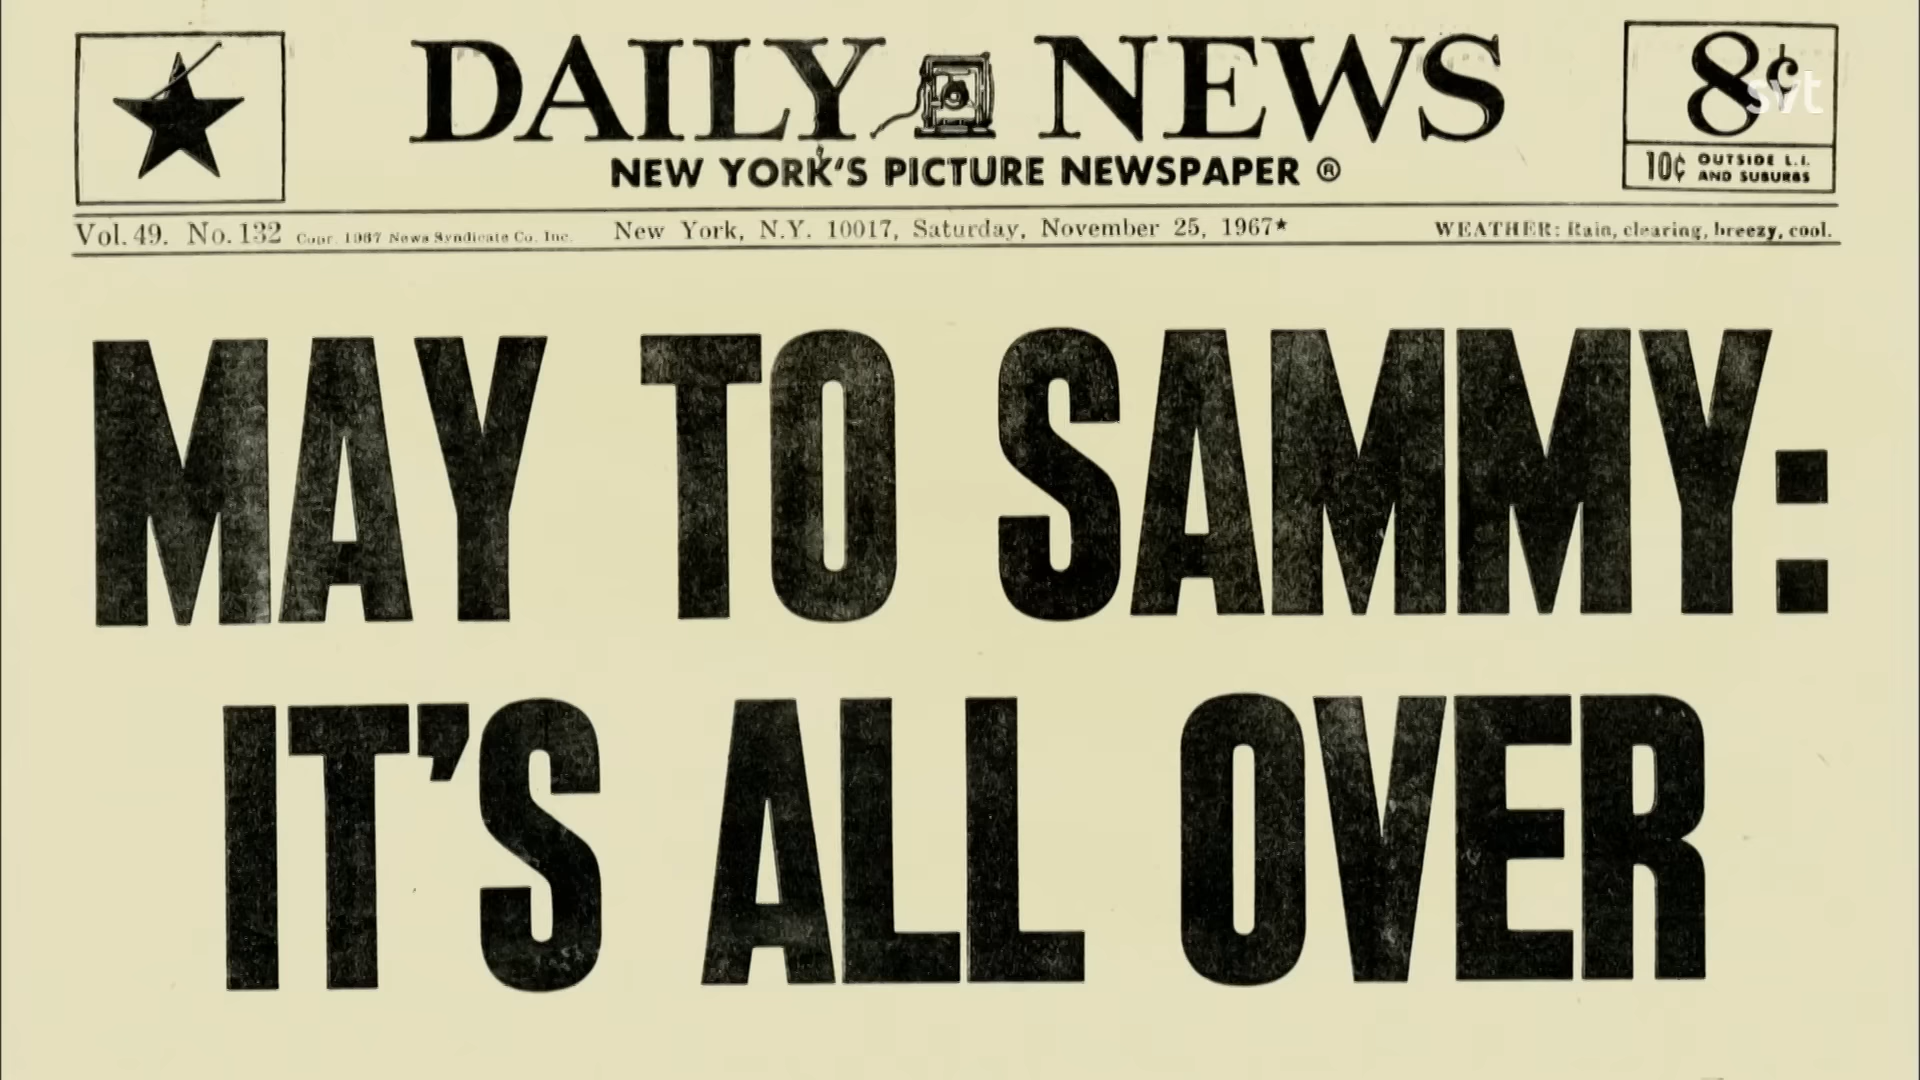 DAILY NEWS
NEW YORK'S PICTURE NEWSPAPER ®
8¢
svt
10¢ OUTSIDE L.I. AND SUBURBS
Vol. 49. No. 132 Copr. 1967 News Syndicate Co. Inc. New York, N.Y. 10017, Saturday, November 25, 1967★ WEATHER: Rain, clearing, breezy, cool.
MAY TO SAMMY:
IT'S ALL OVER